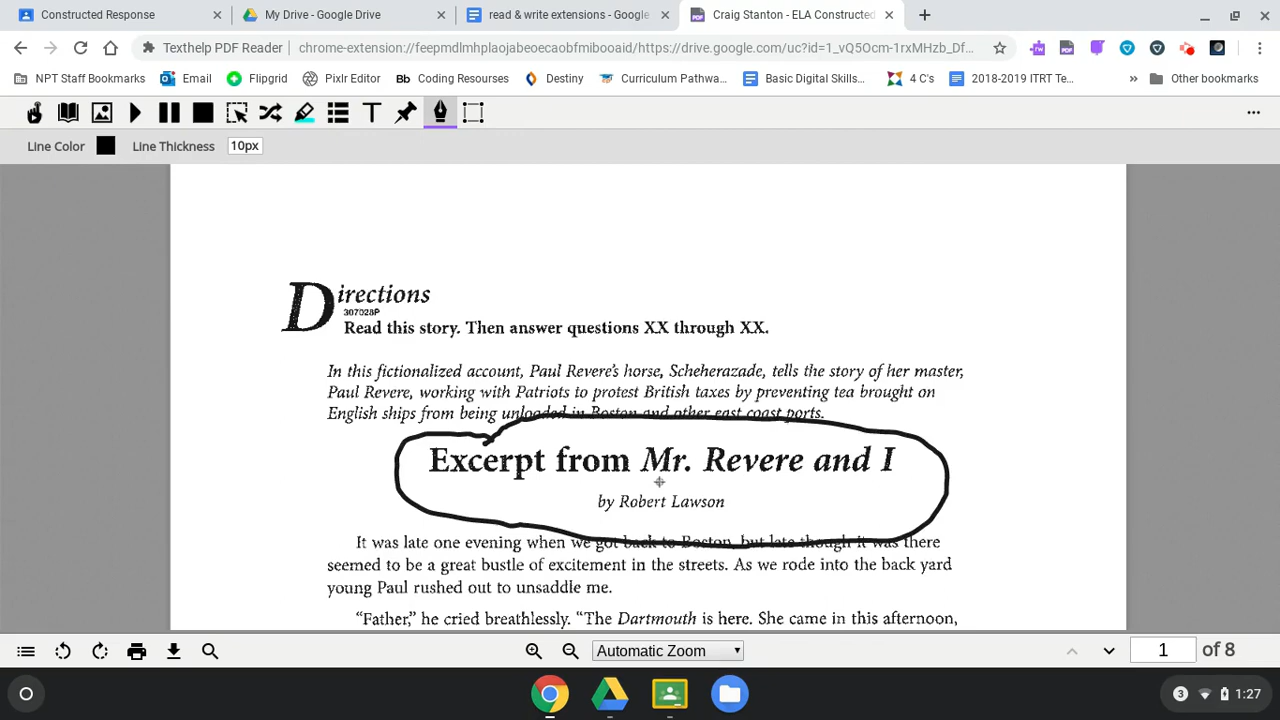 Constructed Response
My Drive - Google Drive
read & write extensions - Google
Craig Stanton - ELA Constructed
Texthelp PDF Reader
chrome-extension://feepmdlmhplaojabeoecaobfmibooaid/https://drive.google.com/uc?id=1_vQ5Ocm-1rxMHzb_Df...
NPT Staff Bookmarks
Email
Flipgrid
Pixlr Editor
Bb Coding Resourses
Destiny
Curriculum Pathwa...
Basic Digital Skills...
4 C's
2018-2019 ITRT Te...
Other bookmarks
Line Color
Line Thickness
10px
Directions
307028P
Read this story. Then answer questions XX through XX.
In this fictionalized account, Paul Revere's horse, Scheherazade, tells the story of her master,
Paul Revere, working with Patriots to protest British taxes by preventing tea brought on
English ships from being unloaded in Boston and other east coast ports.
Excerpt from Mr. Revere and I
by Robert Lawson
It was late one evening when we got back to Boston, but late though it was there
seemed to be a great bustle of excitement in the streets. As we rode into the back yard
young Paul rushed out to unsaddle me.
“Father,” he cried breathlessly. “The Dartmouth is here. She came in this afternoon,
Automatic Zoom
1
of 8
3
1:27